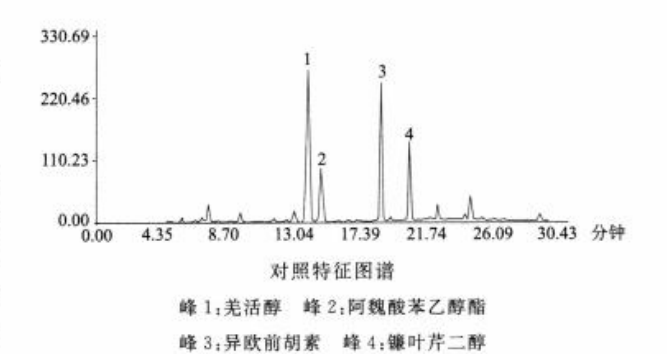 330.69
1
3
220.46
4
2
110.23
0.00
0.00 4.35 8.70 13.04 17.39 21.74 26.09 30.43 分钟
对照特征图谱
峰 1:羌活醇 峰 2:阿魏酸苯乙醇酯
峰 3:异欧前胡素 峰 4:镰叶芹二醇